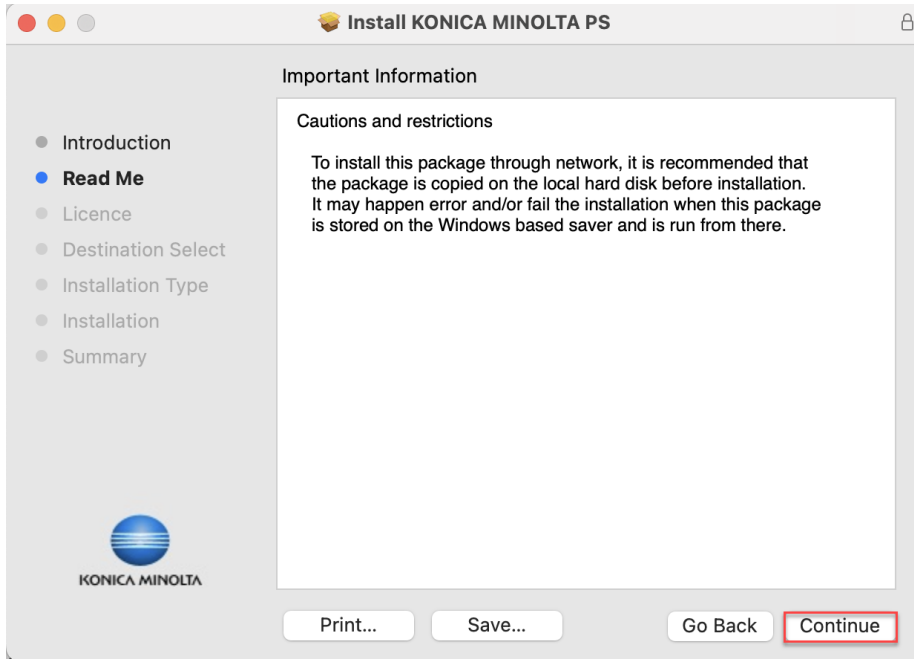 Install KONICA MINOLTA PS
Important Information
Introduction
Read Me
Licence
Destination Select
Installation Type
Installation
Summary
Cautions and restrictions
To install this package through network, it is recommended that
the package is copied on the local hard disk before installation.
It may happen error and/or fail the installation when this package
is stored on the Windows based saver and is run from there.
KONICA MINOLTA
Print...
Save...
Go Back
Continue